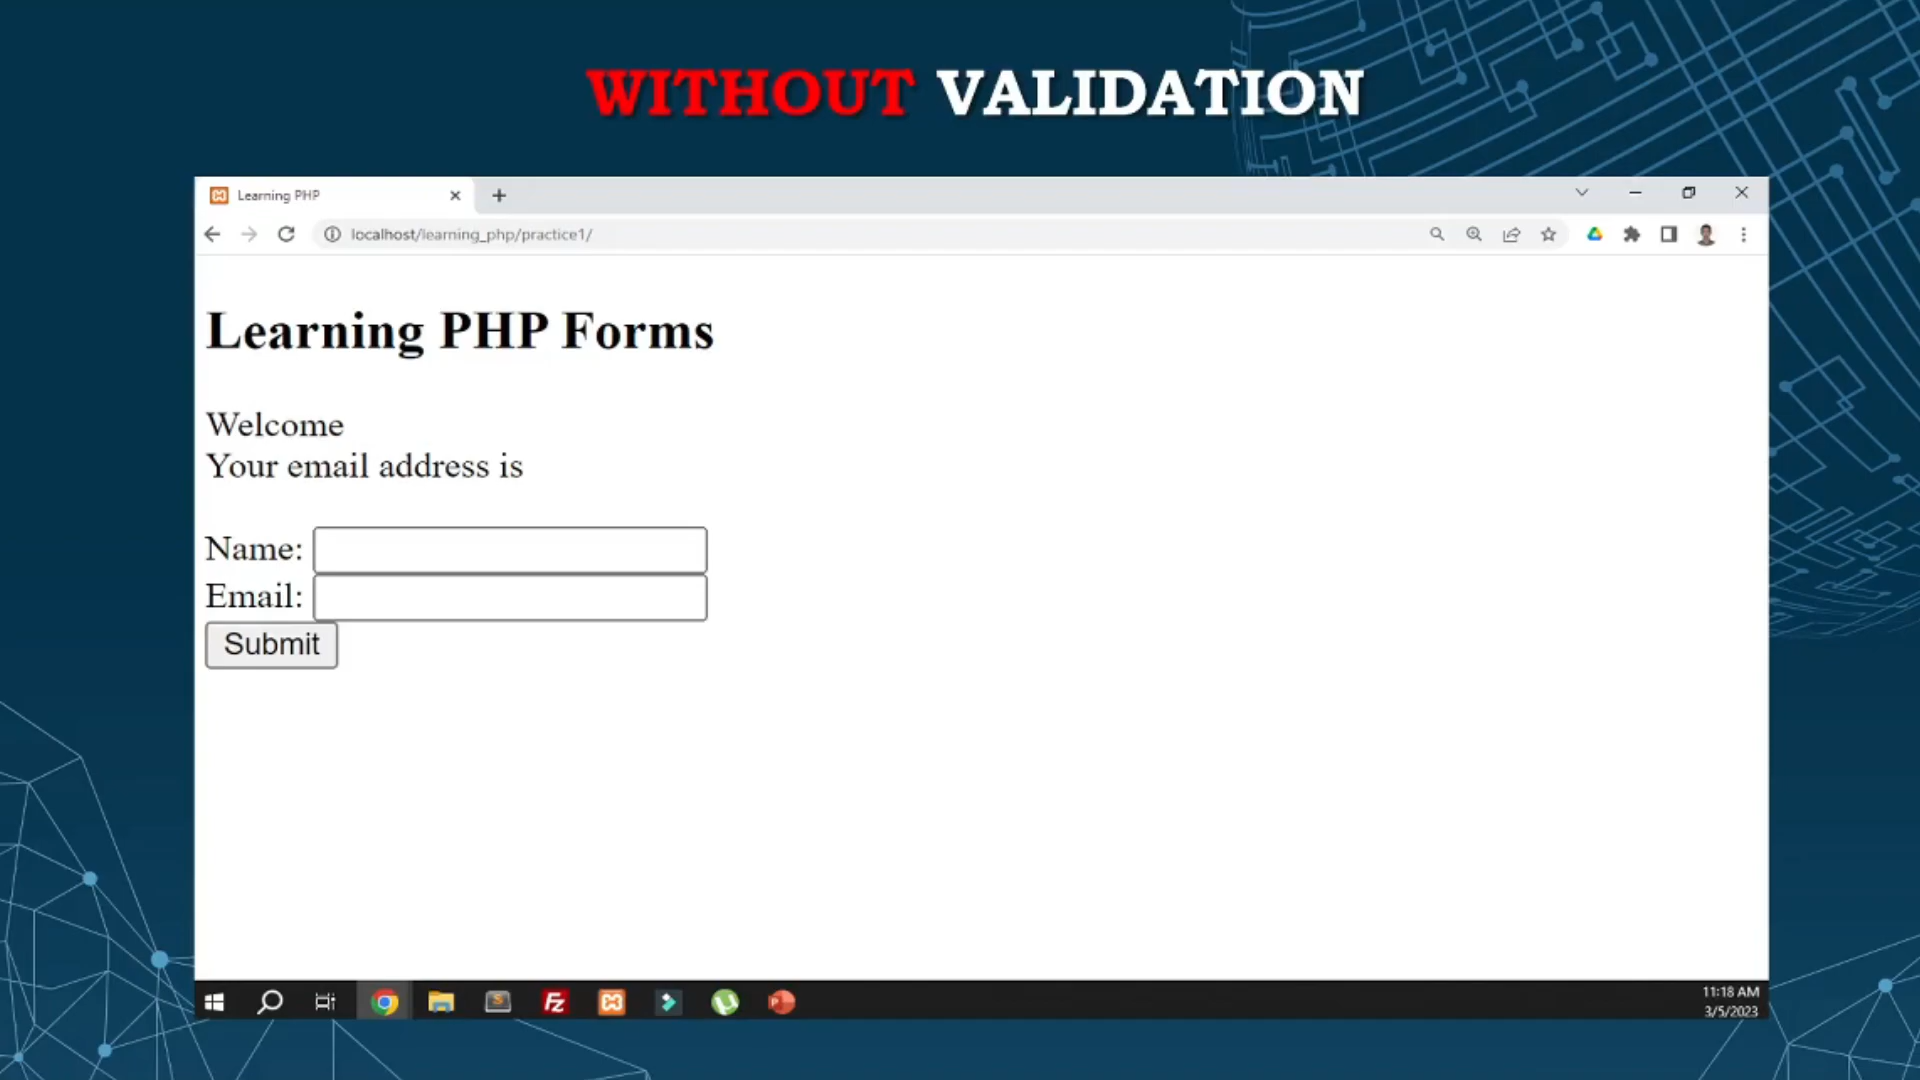 WITHOUT VALIDATION
Learning PHP
localhost/learning_php/practice1/
Learning PHP Forms
Welcome
Your email address is
Name:
Email:
Submit
11:18 AM
3/5/2023